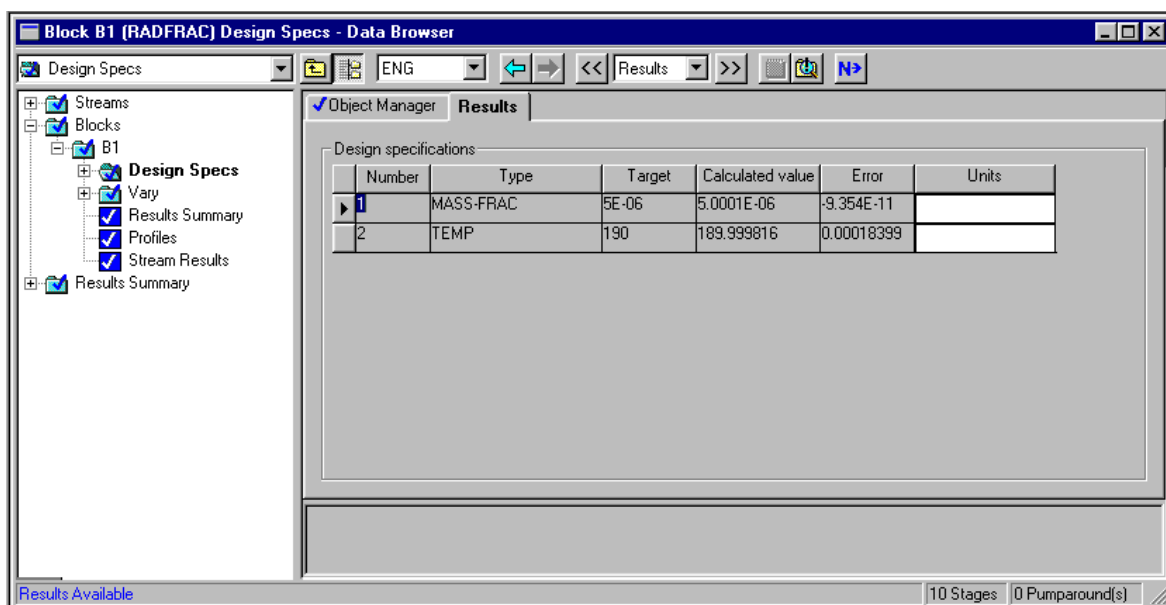 Block B1 (RADFRAC) Design Specs - Data Browser
Design Specs ENG << Results >> N
Streams
Blocks
B1
Design Specs
Vary
Results Summary
Profiles
Stream Results
Results Summary
Object Manager Results
Design specifications
Number Type Target Calculated value Error Units
1 MASS-FRAC 5E-06 5.0001E-06 -9.354E-11
2 TEMP 190 189.999816 0.00018399
Results Available 10 Stages 0 Pumparound(s)